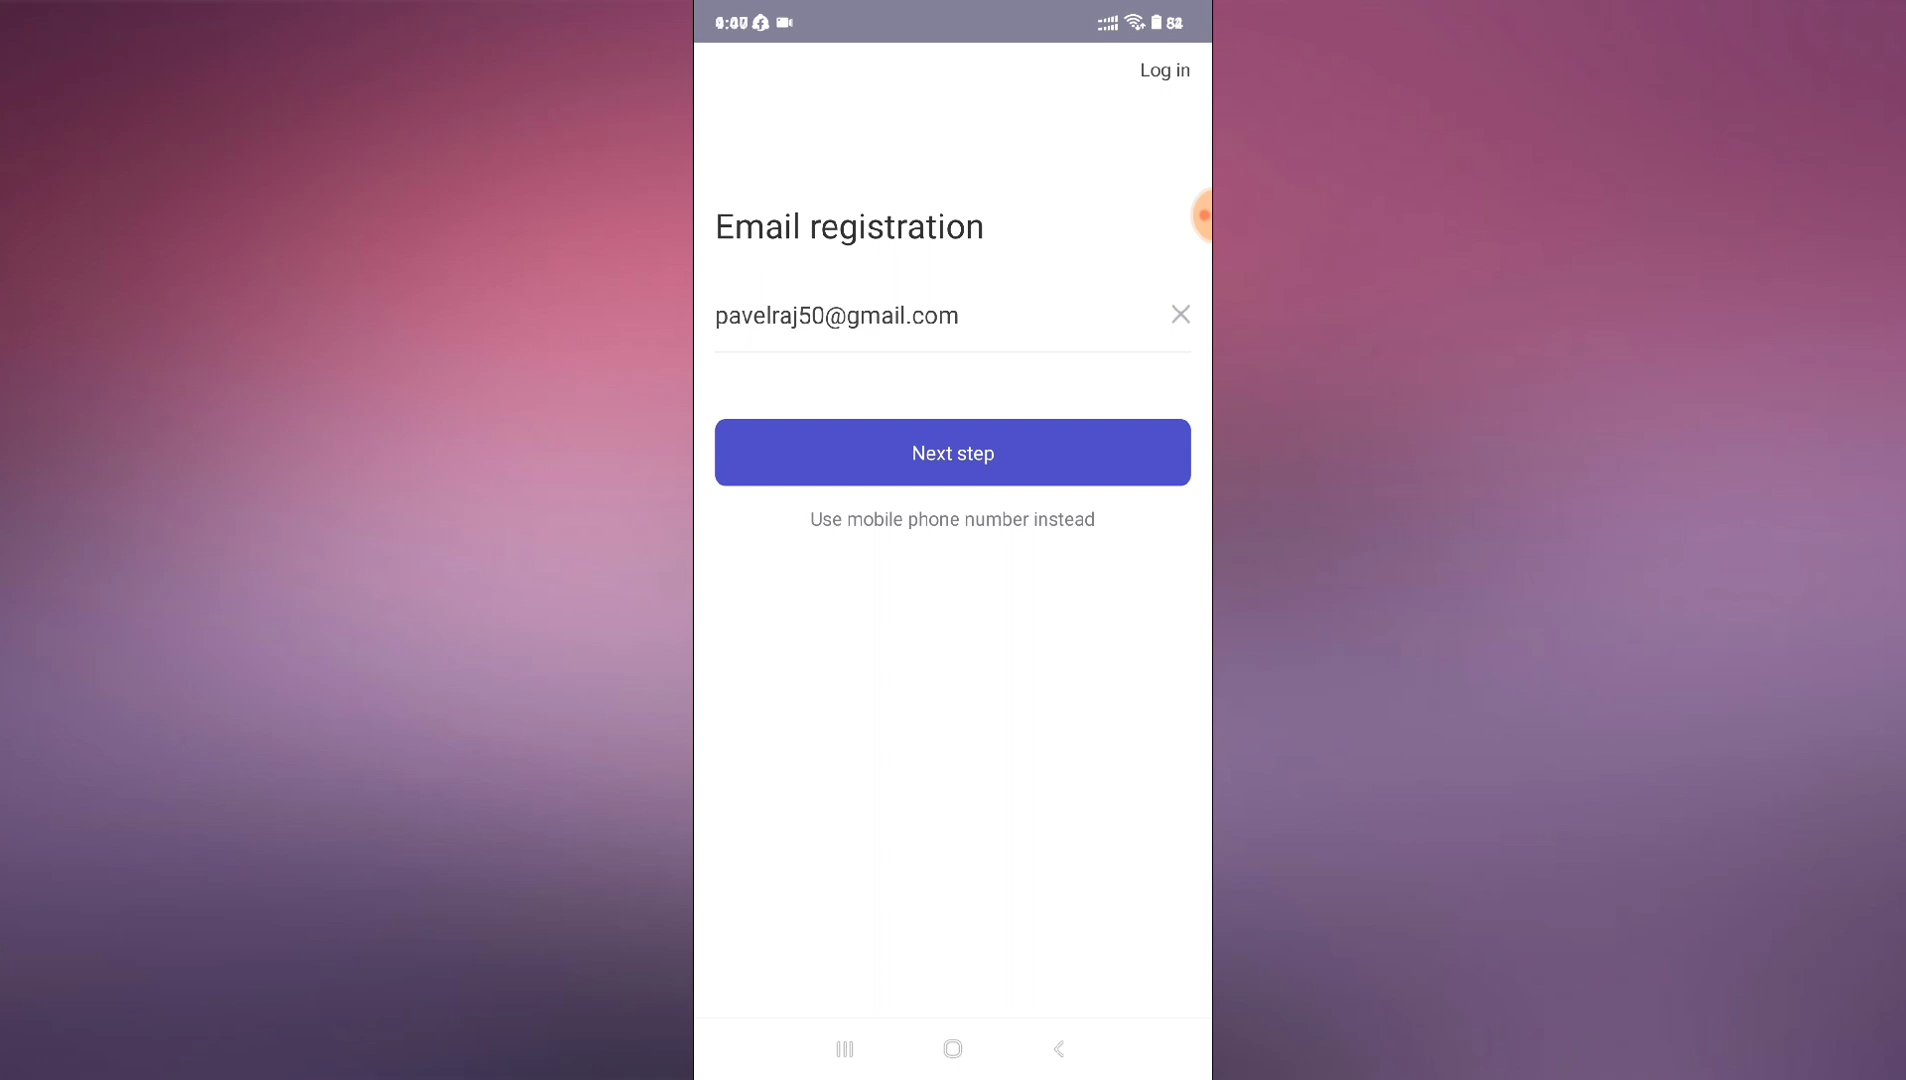 Log in
Email registration
pavelraj50@gmail.com
Next step
Use mobile phone number instead